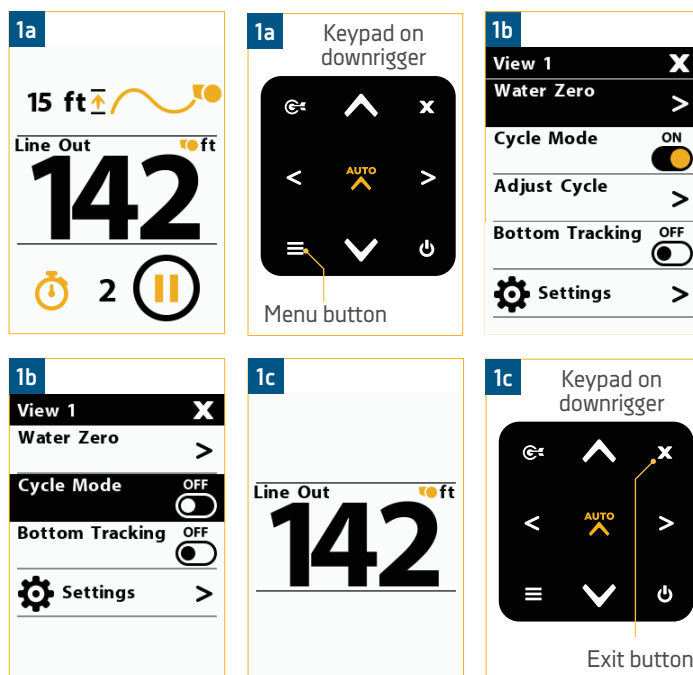 1a
15 ft
Line Out ft
142
2
1a
Keypad on
downrigger
X
AUTO
Menu button
1b
View 1 X
Water Zero
Cycle Mode ON
Adjust Cycle
Bottom Tracking OFF
Settings
1b
View 1 X
Water Zero
Cycle Mode OFF
Bottom Tracking OFF
Settings
1c
Line Out ft
142
1c
Keypad on
downrigger
X
AUTO
Exit button